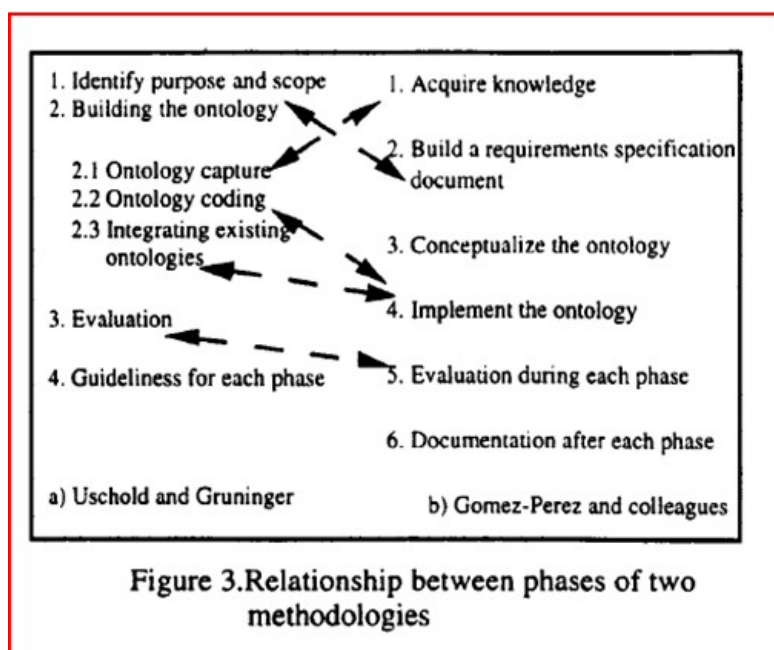 1. Identify purpose and scope
2. Building the ontology
2.1 Ontology capture
2.2 Ontology coding
2.3 Integrating existing
ontologies
3. Evaluation
4. Guideliness for each phase
a) Uschold and Gruninger
1. Acquire knowledge
2. Build a requirements specification
document
3. Conceptualize the ontology
4. Implement the ontology
5. Evaluation during each phase
6. Documentation after each phase
b) Gomez-Perez and colleagues
Figure 3.Relationship between phases of two
methodologies